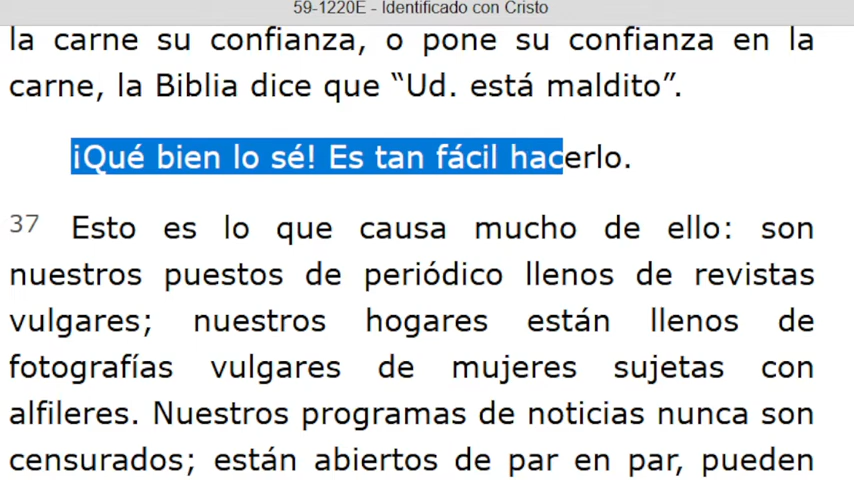 59-1220E - Identificado con Cristo
la carne su confianza, o pone su confianza en la
carne, la Biblia dice que “Ud. está maldito”.
¡Qué bien lo sé! Es tan fácil hacerlo.
37 Esto es lo que causa mucho de ello: son
nuestros puestos de periódico llenos de revistas
vulgares; nuestros hogares están llenos de
fotografías vulgares de mujeres sujetas con
alfileres. Nuestros programas de noticias nunca son
censurados; están abiertos de par en par, pueden